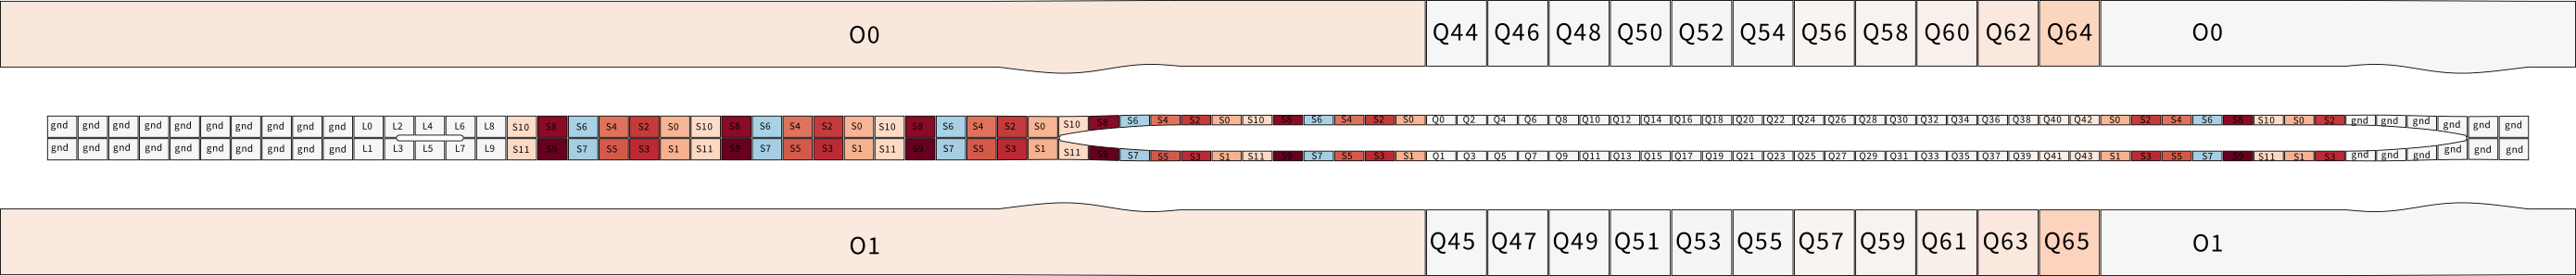 O0 Q44 Q46 Q48 Q50 Q52 Q54 Q56 Q58 Q60 Q62 Q64 O0
gnd gnd gnd gnd gnd gnd gnd gnd gnd gnd L0 L2 L4 L6 L8 S10 S8 S6 S4 S2 S0 S10 S8 S6 S4 S2 S0 S10 S8 S6 S4 S2 S0 S10 S8 S6 S4 S2 S0 S10 S8 S6 S4 S2 S0 Q0 Q2 Q4 Q6 Q8 Q10 Q12 Q14 Q16 Q18 Q20 Q22 Q24 Q26 Q28 Q30 Q32 Q34 Q36 Q38 Q40 Q42 S0 S2 S4 S6 S8 S10 S0 S2 gnd gnd gnd gnd gnd gnd
gnd gnd gnd gnd gnd gnd gnd gnd gnd gnd L1 L3 L5 L7 L9 S11 S9 S7 S5 S3 S1 S11 S9 S7 S5 S3 S1 S11 S9 S7 S5 S3 S1 S11 S9 S7 S5 S3 S1 S11 S9 S7 S5 S3 S1 Q1 Q3 Q5 Q7 Q9 Q11 Q13 Q15 Q17 Q19 Q21 Q23 Q25 Q27 Q29 Q31 Q33 Q35 Q37 Q39 Q41 Q43 S1 S3 S5 S7 S9 S11 S1 S3 gnd gnd gnd gnd gnd gnd
O1 Q45 Q47 Q49 Q51 Q53 Q55 Q57 Q59 Q61 Q63 Q65 O1